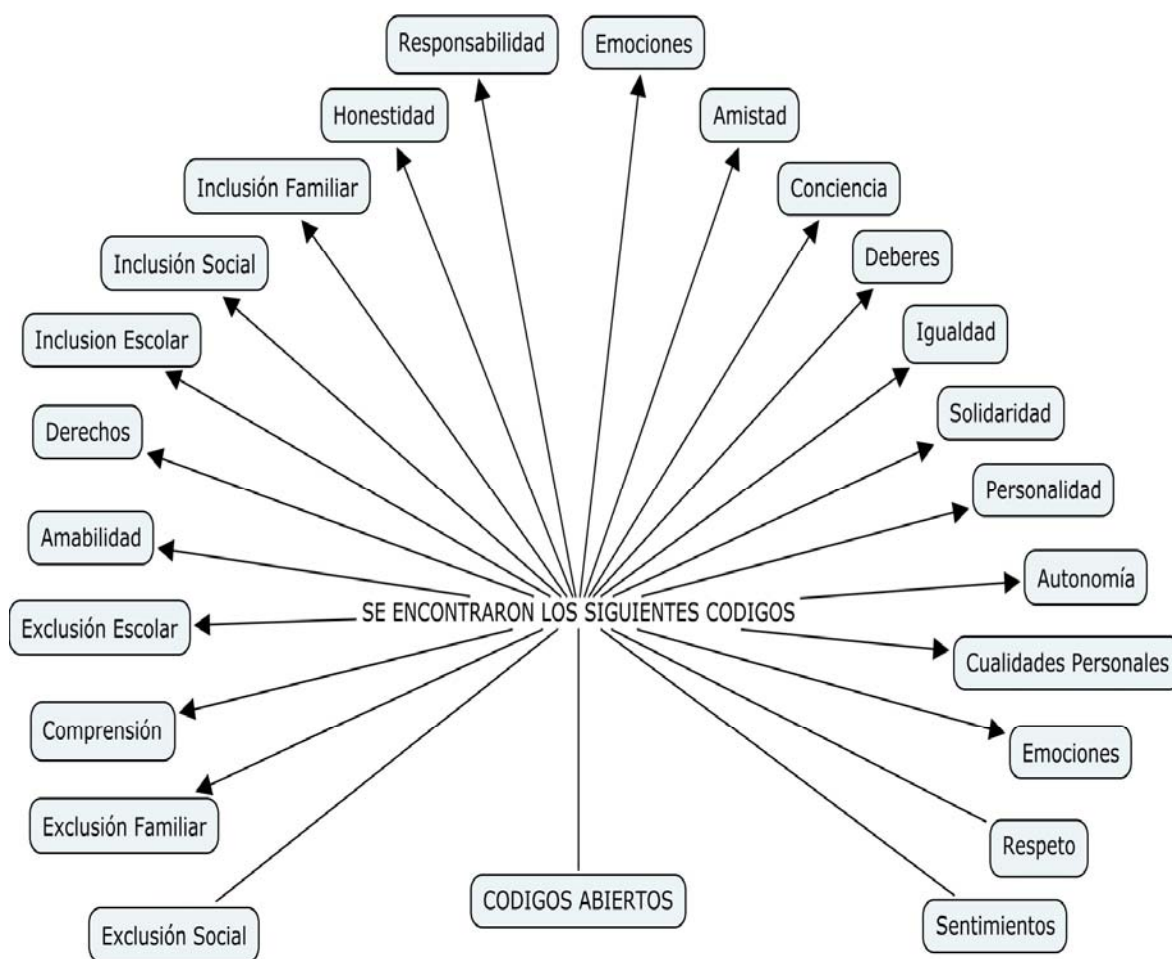 Responsabilidad
Emociones
Honestidad
Amistad
Inclusión Familiar
Conciencia
Inclusión Social
Deberes
Inclusion Escolar
Igualdad
Derechos
Solidaridad
Personalidad
Amabilidad
Autonomía
SE ENCONTRARON LOS SIGUIENTES CODIGOS
Exclusión Escolar
Cualidades Personales
Comprensión
Emociones
Exclusión Familiar
Respeto
CODIGOS ABIERTOS
Exclusión Social
Sentimientos